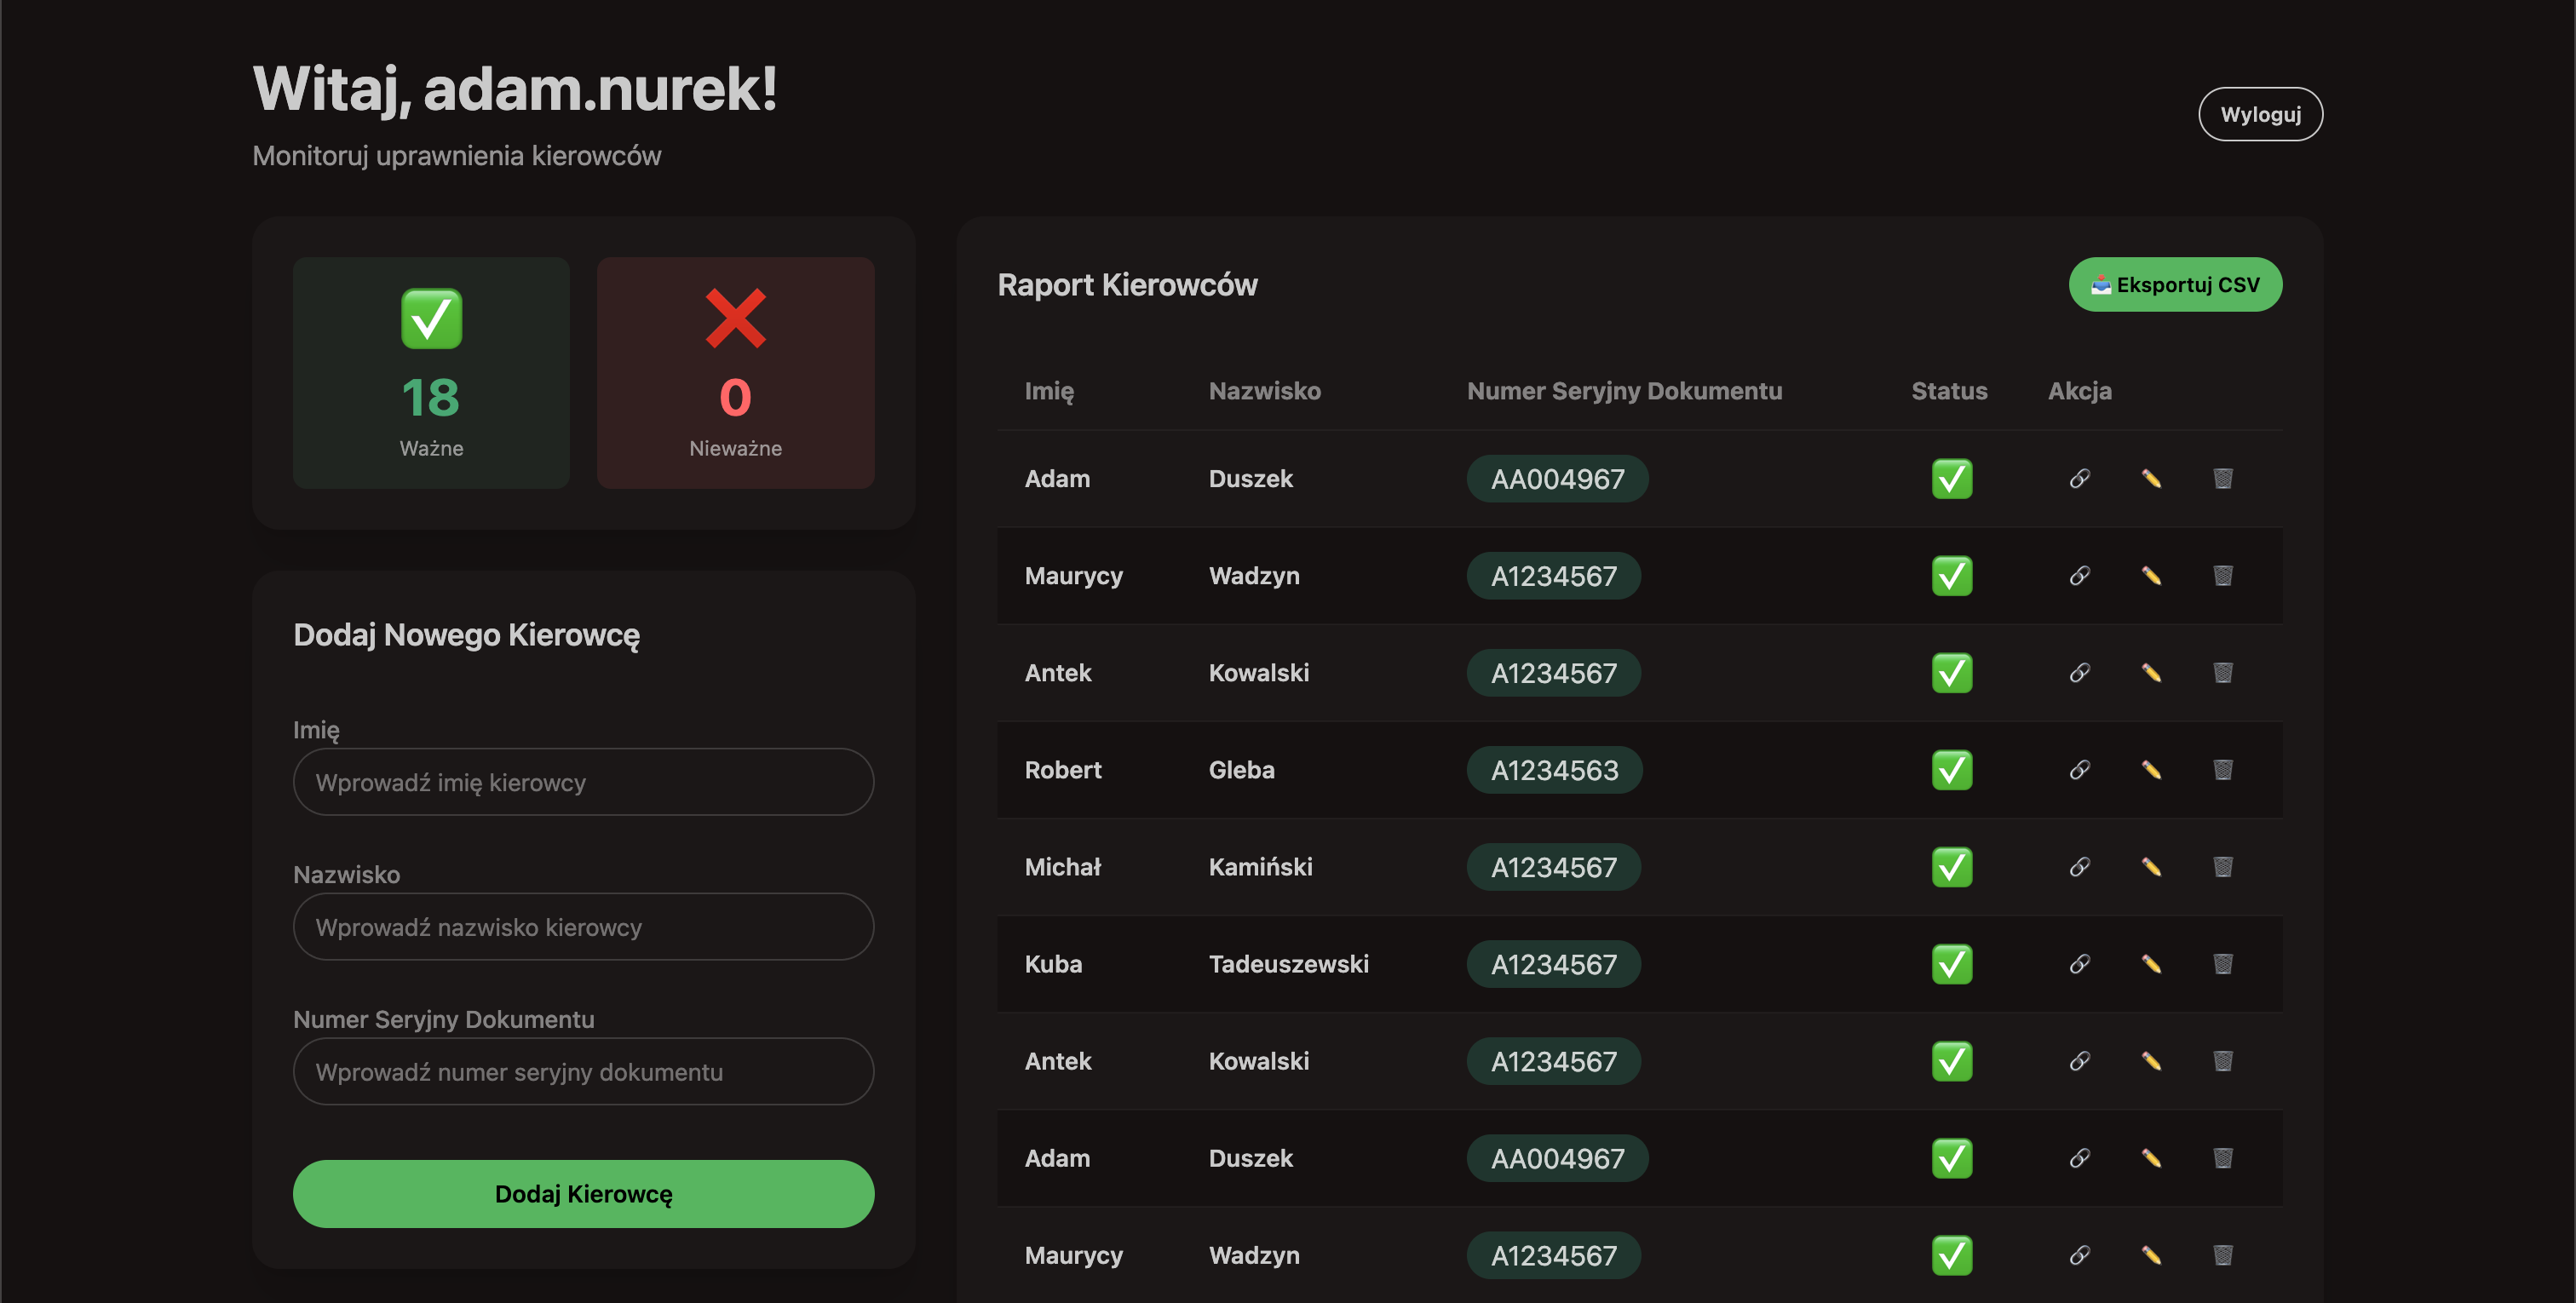 Witaj, adam.nurek!
Monitoruj uprawnienia kierowców
Wyloguj
18
Ważne
0
Nieważne
Dodaj Nowego Kierowcę
Imię
Wprowadź imię kierowcy
Nazwisko
Wprowadź nazwisko kierowcy
Numer Seryjny Dokumentu
Wprowadź numer seryjny dokumentu
Dodaj Kierowcę
Raport Kierowców
Eksportuj CSV
Imię Nazwisko Numer Seryjny Dokumentu Status Akcja
Adam Duszek AA004967
Maurycy Wadzyn A1234567
Antek Kowalski A1234567
Robert Gleba A1234563
Michał Kamiński A1234567
Kuba Tadeuszewski A1234567
Antek Kowalski A1234567
Adam Duszek AA004967
Maurycy Wadzyn A1234567